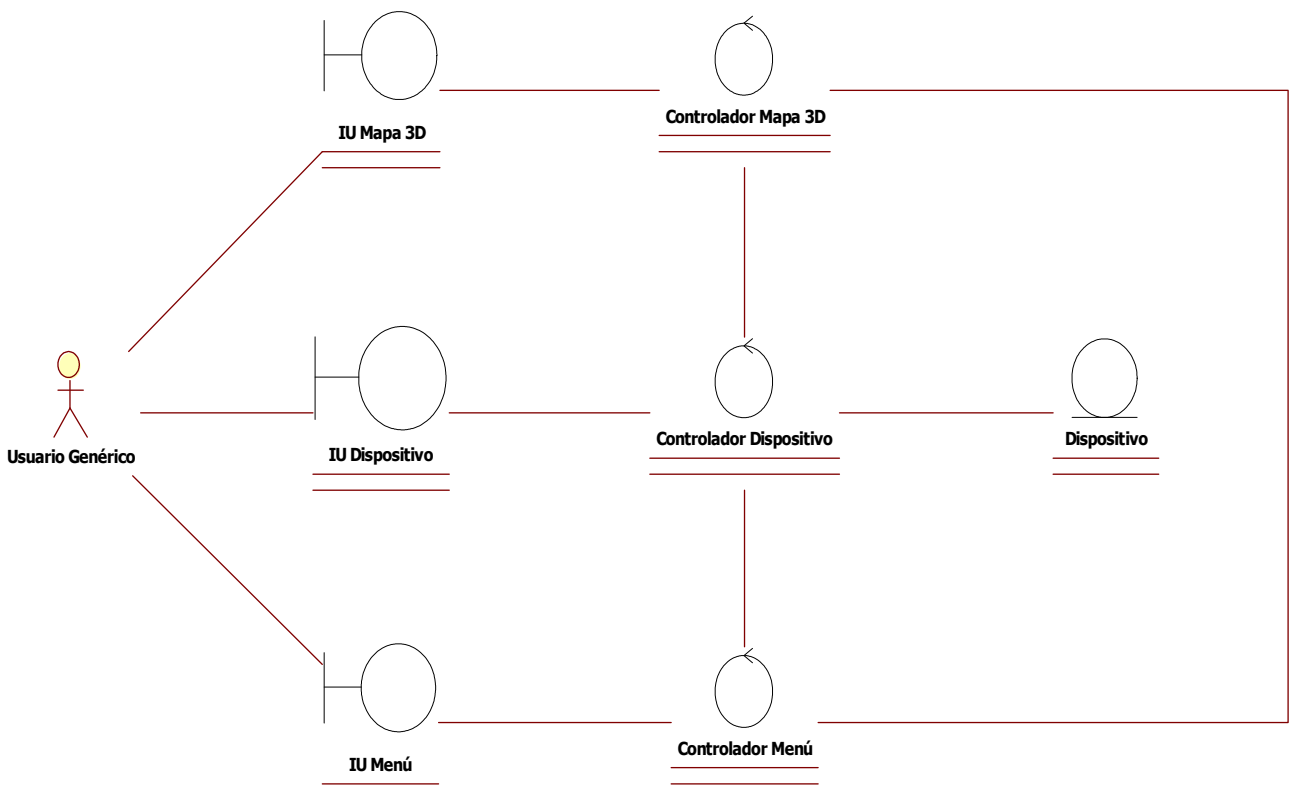 IU Mapa 3D
Controlador Mapa 3D
Usuario Genérico
IU Dispositivo
Controlador Dispositivo
Dispositivo
IU Menú
Controlador Menú